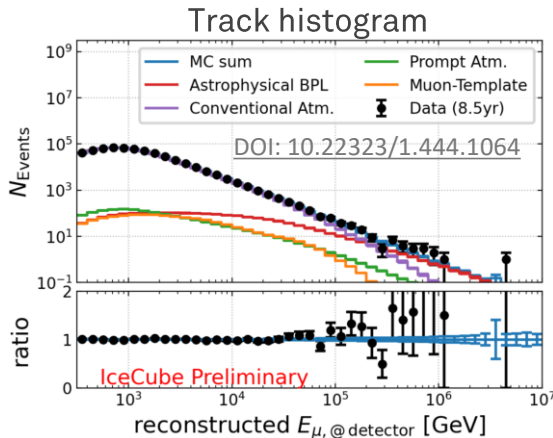 Track histogram
MC sum
Astrophysical BPL
Conventional Atm.
Prompt Atm.
Muon-Template
Data (8.5yr)
DOI: 10.22323/1.444.1064
N_Events
10^9
10^7
10^5
10^3
10^1
10^−1
ratio
2
1
0
IceCube Preliminary
10^3
10^4
10^5
10^6
10^7
reconstructed E_μ,@ detector [GeV]